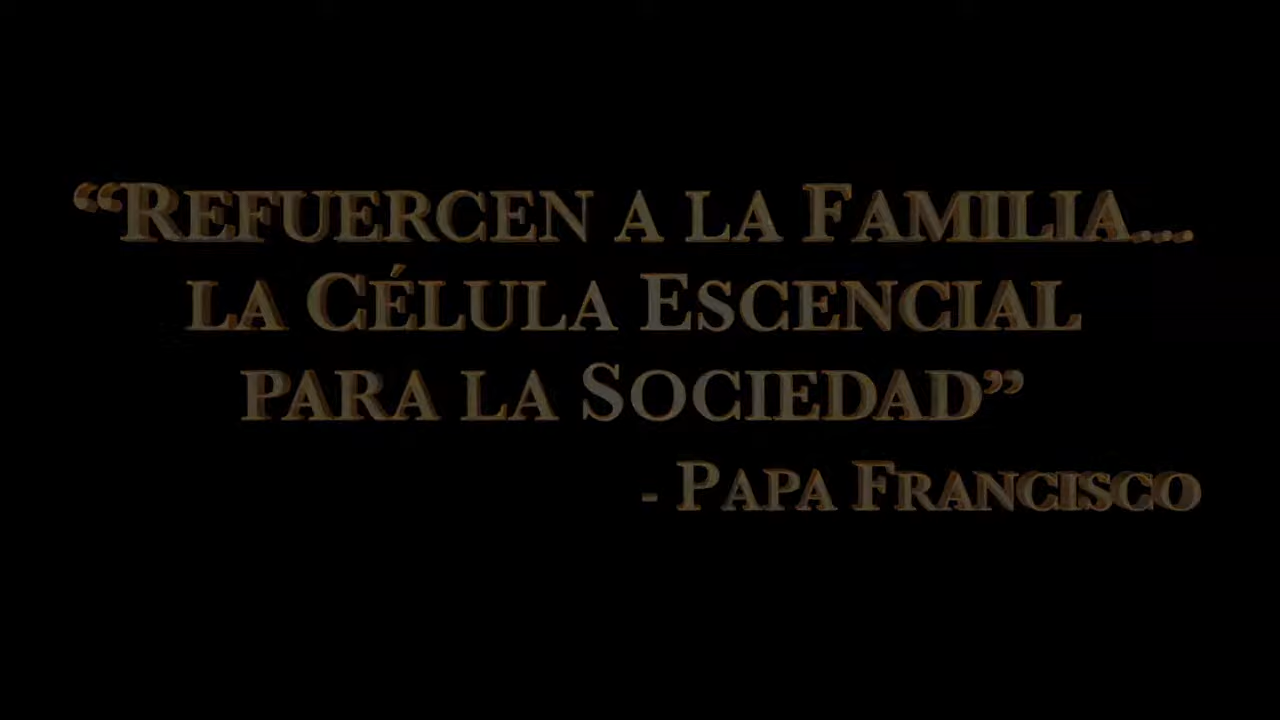 “Refuercen a la Familia...
la Célula Escencial
para la Sociedad”
- Papa Francisco